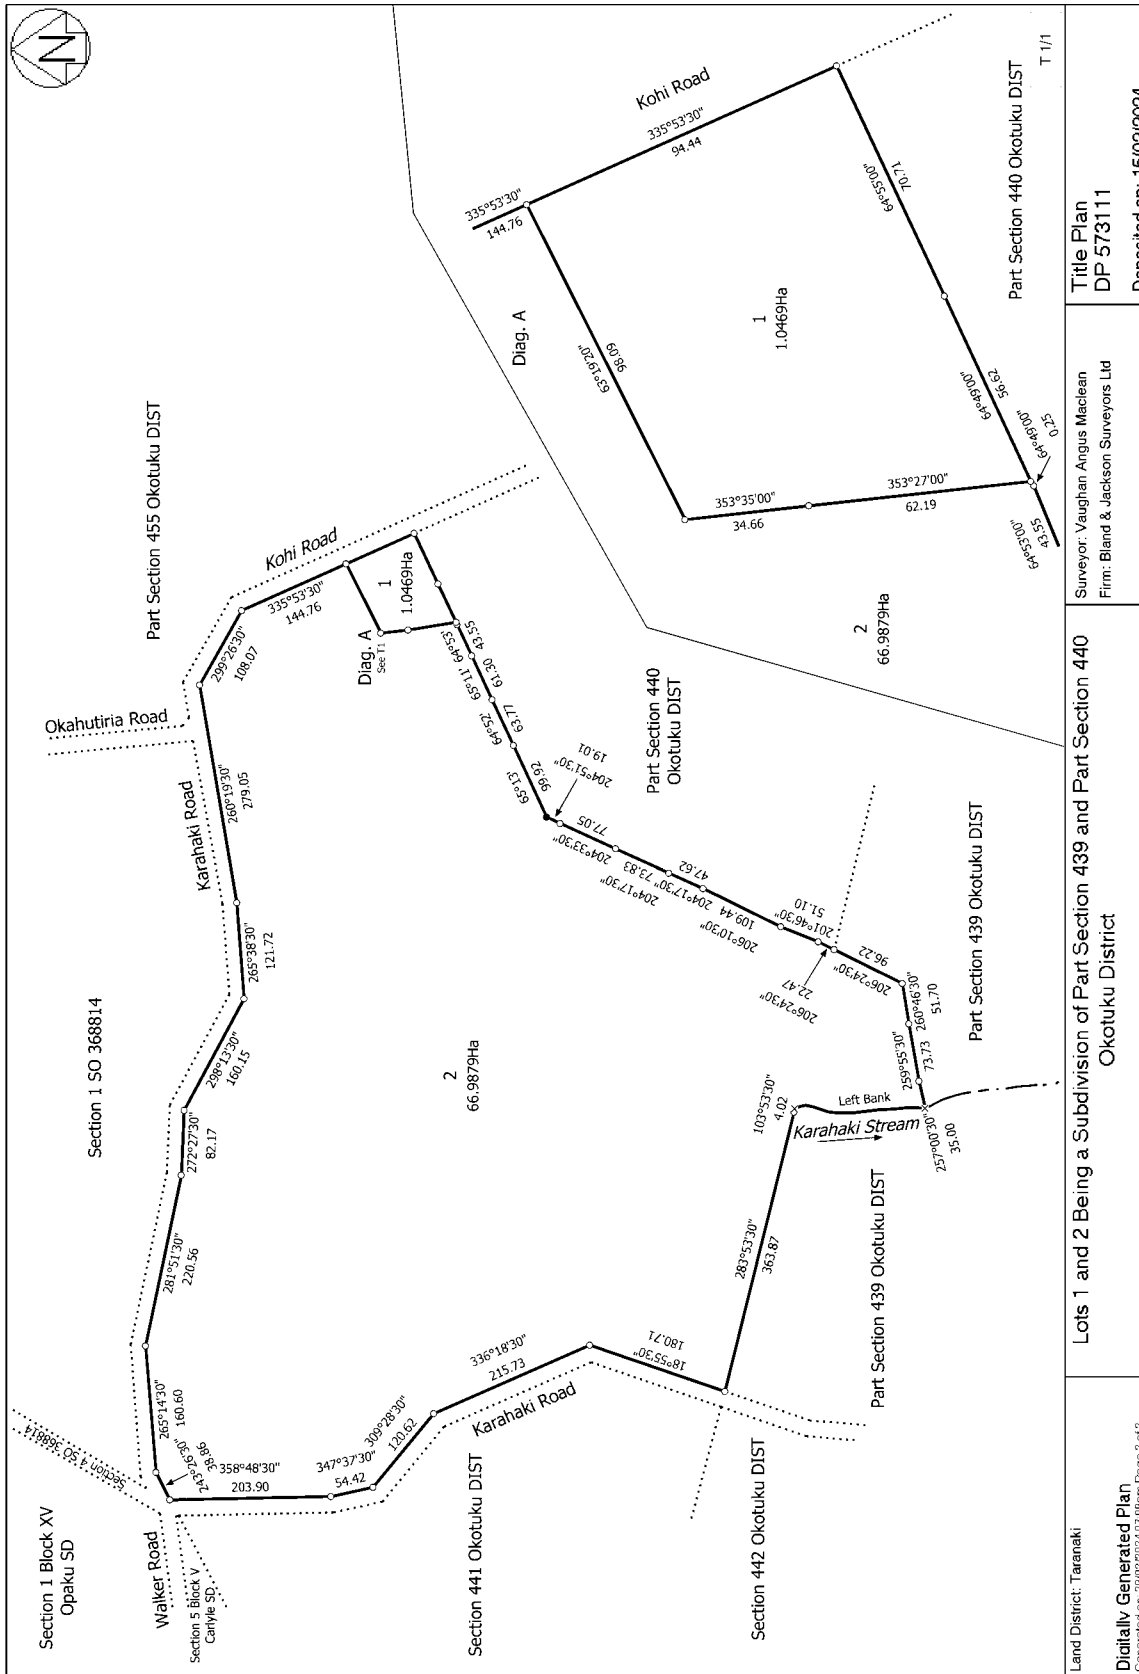 N
Section 1 Block XV
Opaku SD
Walker Road
Section 5 Block V
Carlyle SD
Section 4 SO 368814
Section 1 SO 368814
Okahutiria Road
Karahaki Road
Part Section 455 Okotuku DIST
Kohi Road
243°26'30"
38.86
265°14'30"
160.60
281°51'30"
220.56
272°27'30"
82.17
298°13'30"
160.15
265°38'30"
121.72
260°19'30"
279.05
299°26'30"
108.07
335°53'30"
144.76
1
1.0469Ha
Diag. A
See T1
64°53'
43.55
65°11'
61.30
64°52'
63.77
65°13'
99.92
204°51'30"
19.01
204°33'30"
77.05
204°17'30"
73.83
204°17'30"
47.62
206°10'30"
109.44
201°46'30"
51.10
206°24'30"
22.47
206°24'30"
96.22
260°46'30"
51.70
259°55'30"
73.73
257°00'30"
35.00
Left Bank
Karahaki Stream
103°53'30"
4.02
283°53'30"
363.87
18°55'30"
180.71
336°18'30"
215.73
309°28'30"
120.62
347°37'30"
54.42
358°48'30"
203.90
2
66.9879Ha
Karahaki Road
Section 441 Okotuku DIST
Section 442 Okotuku DIST
Part Section 439 Okotuku DIST
Part Section 439 Okotuku DIST
Part Section 440
Okotuku DIST
Diag. A
335°53'30"
144.76
Kohi Road
335°53'30"
94.44
63°19'20"
98.09
1
1.0469Ha
64°55'00"
70.71
64°49'00"
56.62
64°49'00"
0.25
64°53'00"
43.55
353°35'00"
34.66
353°27'00"
62.19
2
66.9879Ha
Part Section 440 Okotuku DIST
T 1/1
Land District: Taranaki
Digitally Generated Plan
Lots 1 and 2 Being a Subdivision of Part Section 439 and Part Section 440
Okotuku District
Surveyor: Vaughan Angus Maclean
Firm: Bland & Jackson Surveyors Ltd
Title Plan
DP 573111
Deposited on: 15/02/2024